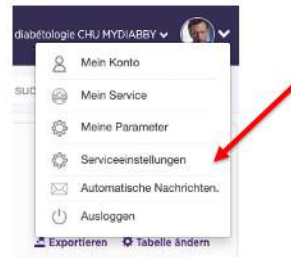 diabétologie CHU MYDIABBY
Mein Konto
Mein Service
Meine Parameter
Serviceeinstellungen
Automatische Nachrichten.
Ausloggen
Exportieren Tabelle ändern